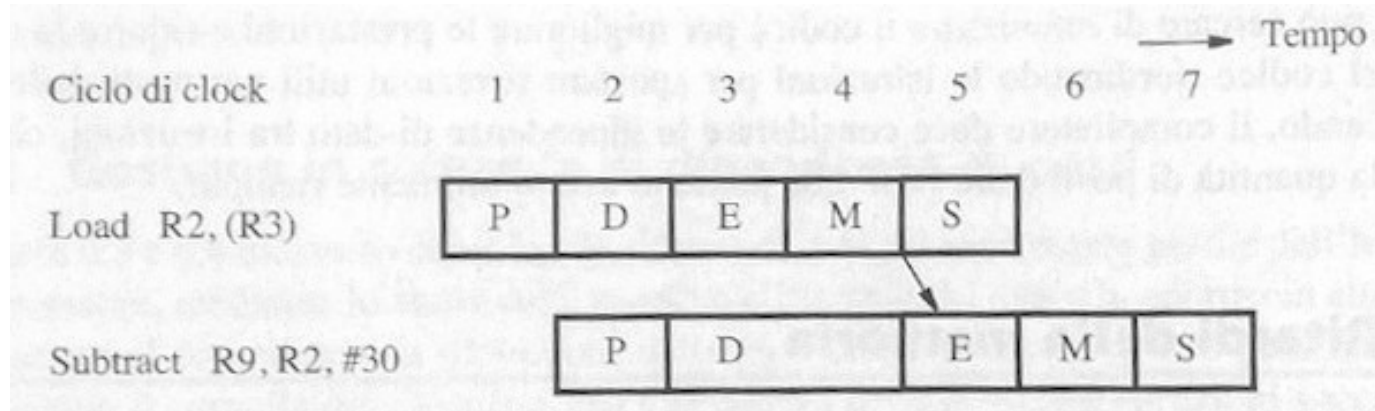 Tempo
Ciclo di clock 1 2 3 4 5 6 7
Load R2, (R3) P D E M S
Subtract R9, R2, #30 P D E M S